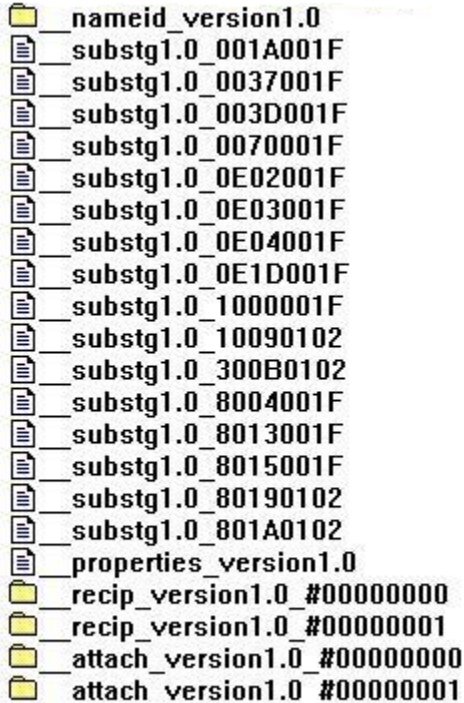 __nameid_version1.0
__substg1.0_001A001F
__substg1.0_0037001F
__substg1.0_003D001F
__substg1.0_0070001F
__substg1.0_0E02001F
__substg1.0_0E03001F
__substg1.0_0E04001F
__substg1.0_0E1D001F
__substg1.0_1000001F
__substg1.0_10090102
__substg1.0_300B0102
__substg1.0_8004001F
__substg1.0_8013001F
__substg1.0_8015001F
__substg1.0_80190102
__substg1.0_801A0102
__properties_version1.0
__recip_version1.0_#00000000
__recip_version1.0_#00000001
__attach_version1.0_#00000000
__attach_version1.0_#00000001